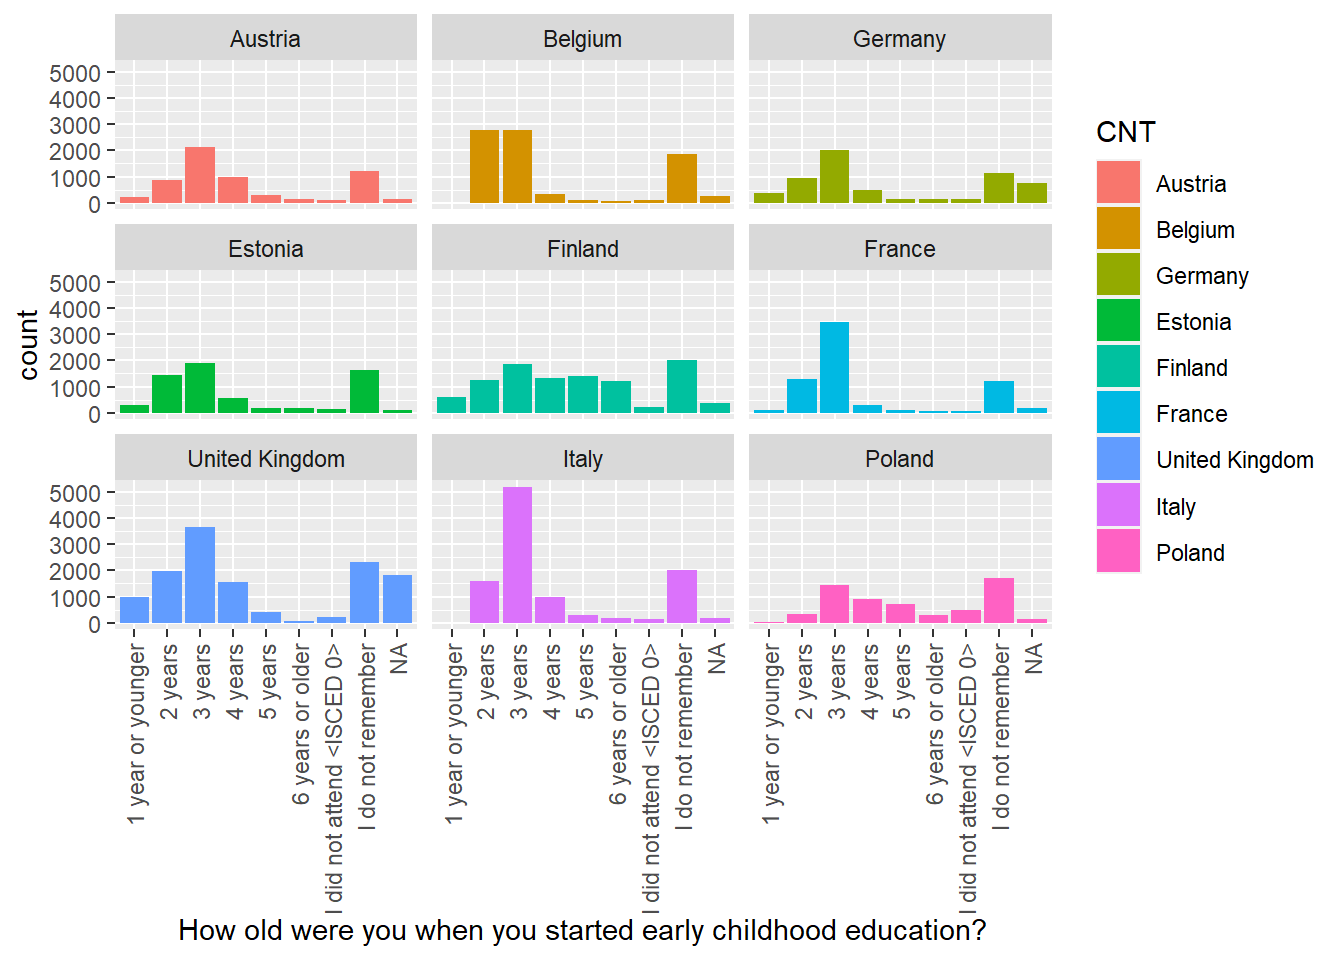 Austria
Belgium
Germany
5000
4000
3000
2000
1000
0
Estonia
Finland
France
5000
4000
3000
2000
1000
0
United Kingdom
Italy
Poland
5000
4000
3000
2000
1000
0
count
1 year or younger
2 years
3 years
4 years
5 years
6 years or older
I did not attend <ISCED 0>
I do not remember
NA
1 year or younger
2 years
3 years
4 years
5 years
6 years or older
I did not attend <ISCED 0>
I do not remember
NA
1 year or younger
2 years
3 years
4 years
5 years
6 years or older
I did not attend <ISCED 0>
I do not remember
NA
How old were you when you started early childhood education?
CNT
Austria
Belgium
Germany
Estonia
Finland
France
United Kingdom
Italy
Poland